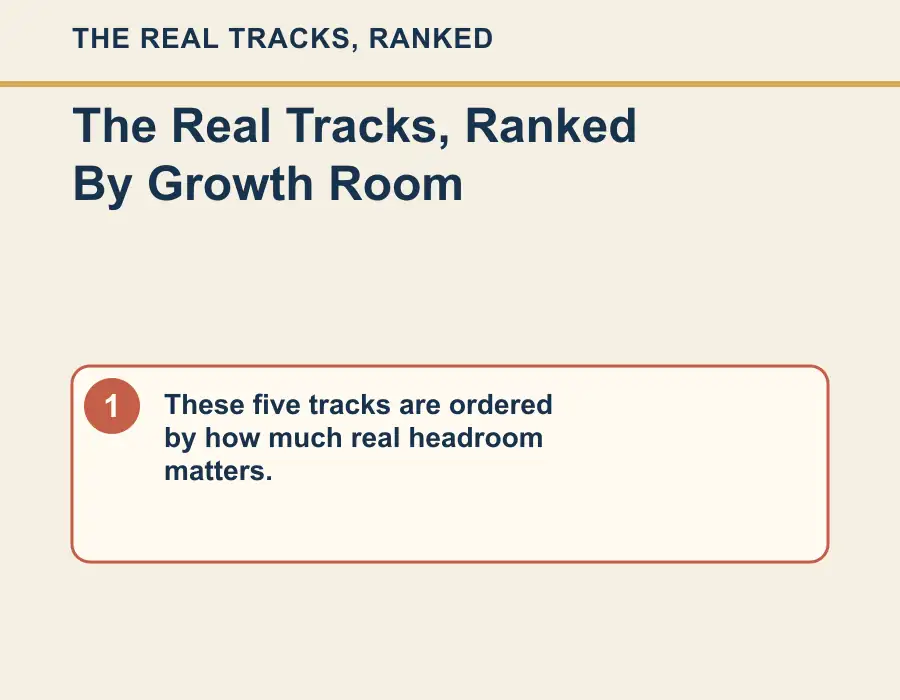 THE REAL TRACKS, RANKED
The Real Tracks, Ranked
By Growth Room
1
These five tracks are ordered
by how much real headroom
matters.